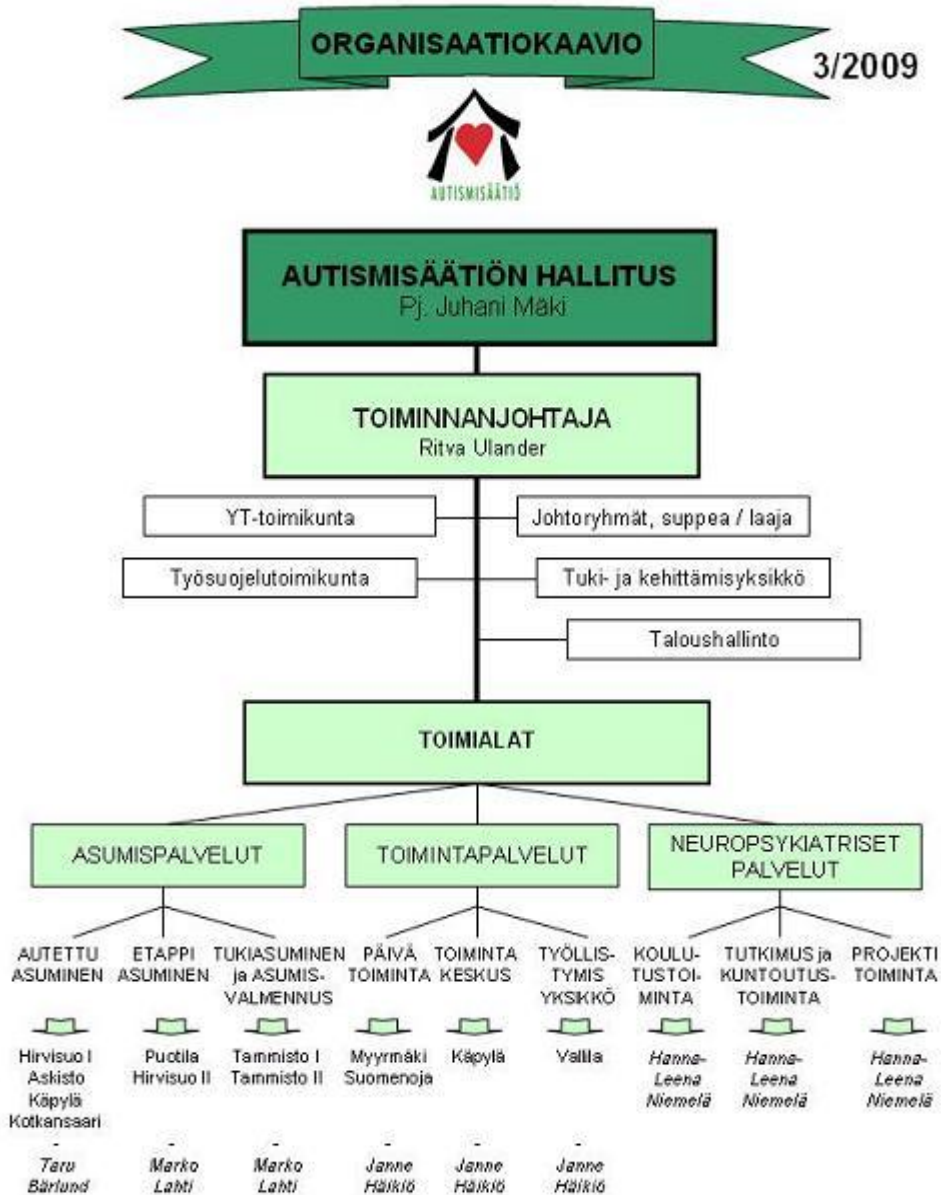 ORGANISAATIOKAAVIO
3/2009
AUTISMISÄÄTIÖ
AUTISMISÄÄTIÖN HALLITUS
Pj. Juhani Mäki
TOIMINNANJOHTAJA
Ritva Ulander
YT-toimikunta
Johtoryhmät, suppea / laaja
Työsuojelutoimikunta
Tuki- ja kehittämisyksikkö
Taloushallinto
TOIMIALAT
ASUMISPALVELUT
TOIMINTAPALVELUT
NEUROPSYKIATRISET
PALVELUT
AUTETTU
ASUMINEN
Hirvisuo I
Askisto
Käpylä
Kotkansaari
-
Taru
Bärlund
ETAPPI
ASUMINEN
Puotila
Hirvisuo II
-
Marko
Lahti
TUKIASUMINEN
ja ASUMIS-
VALMENNUS
Tammisto I
Tammisto II
-
Marko
Lahti
PÄIVÄ
TOIMINTA
Myyrmäki
Suomenoja
-
Janne
Häikiö
TOIMINTA
KESKUS
Käpylä
-
Janne
Häikiö
TYÖLLIS-
TYMIS
YKSIKKÖ
Vallila
-
Janne
Häikiö
KOULU-
TUSTOI-
MINTA
Hanna-
Leena
Niemelä
TUTKIMUS ja
KUNTOUTUS-
TOIMINTA
Hanna-
Leena
Niemelä
PROJEKTI
TOIMINTA
Hanna-
Leena
Niemelä